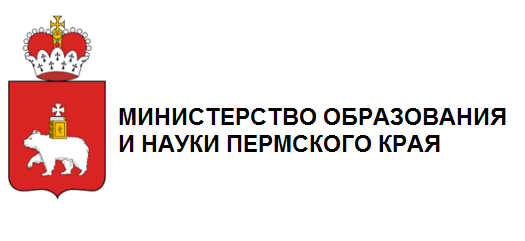 МИНИСТЕРСТВО ОБРАЗОВАНИЯ
И НАУКИ ПЕРМСКОГО КРАЯ